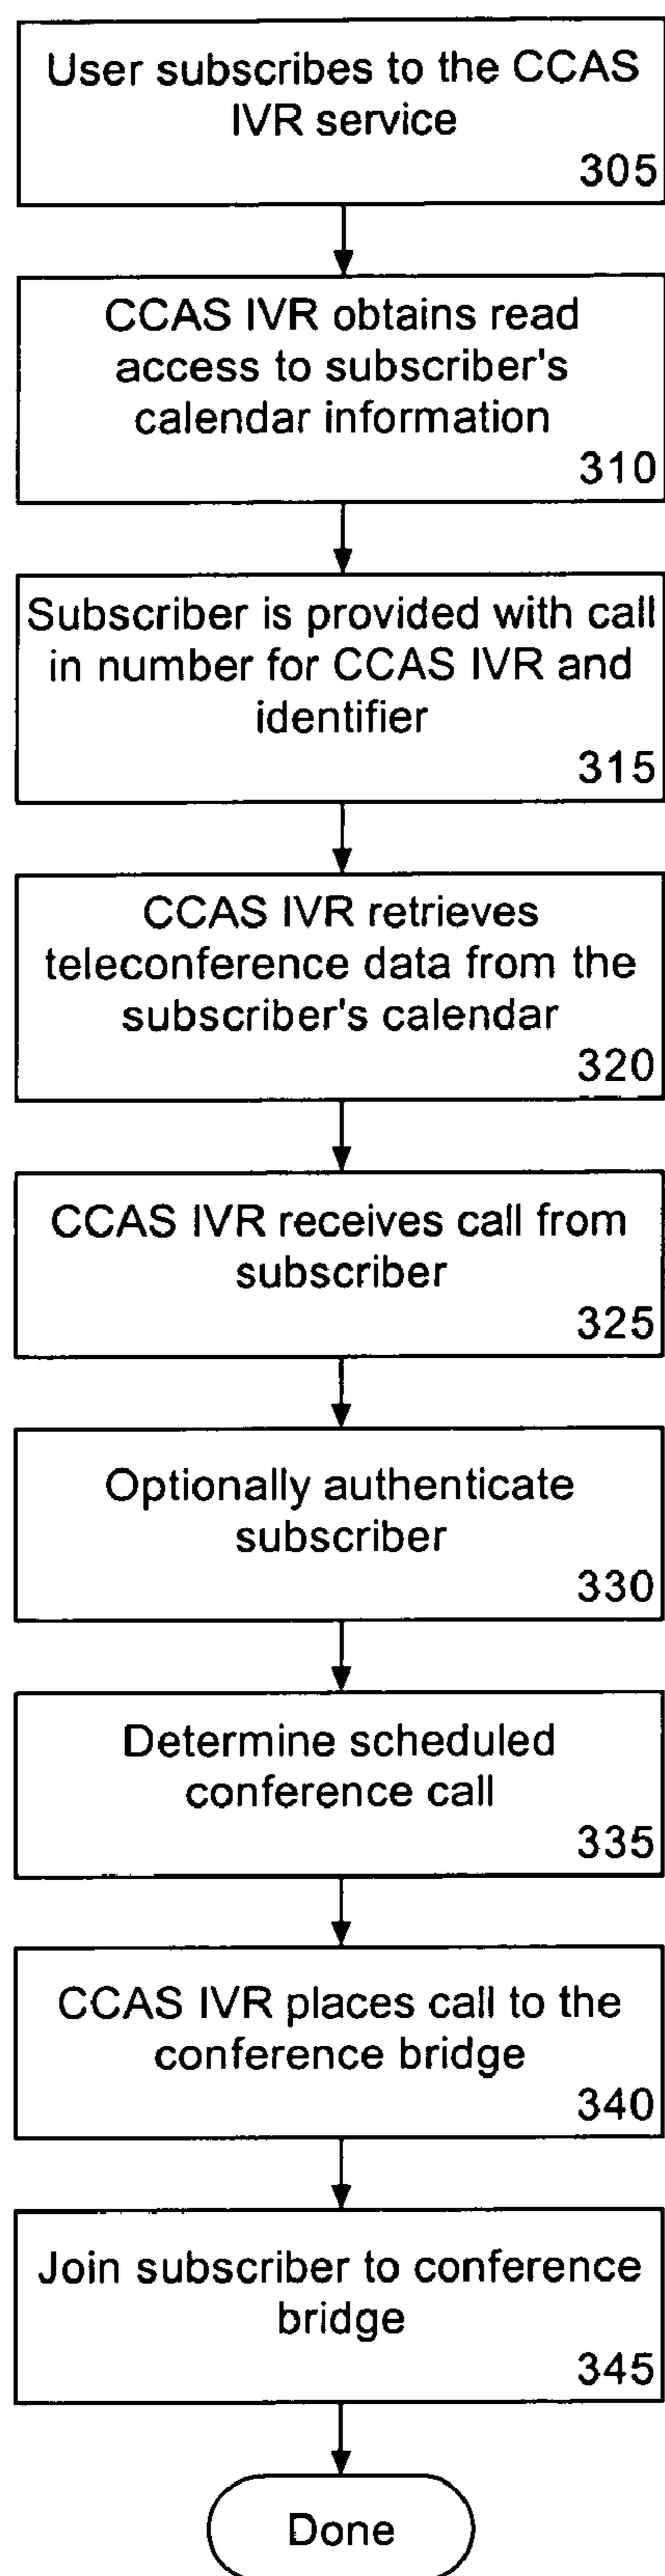 User subscribes to the CCAS
IVR service
305
CCAS IVR obtains read
access to subscriber's
calendar information
310
Subscriber is provided with call
in number for CCAS IVR and
identifier
315
CCAS IVR retrieves
teleconference data from the
subscriber's calendar
320
CCAS IVR receives call from
subscriber
325
Optionally authenticate
subscriber
330
Determine scheduled
conference call
335
CCAS IVR places call to the
conference bridge
340
Join subscriber to conference
bridge
345
Done